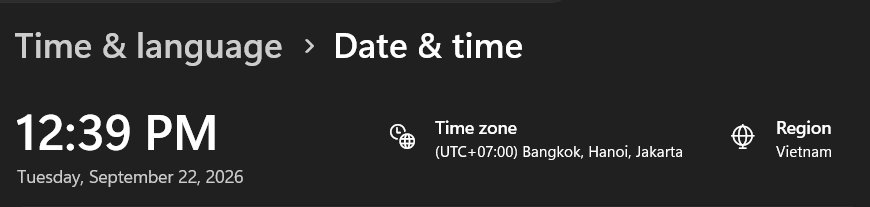 Time & language > Date & time
12:39 PM
Tuesday, September 22, 2026
Time zone
(UTC+07:00) Bangkok, Hanoi, Jakarta
Region
Vietnam